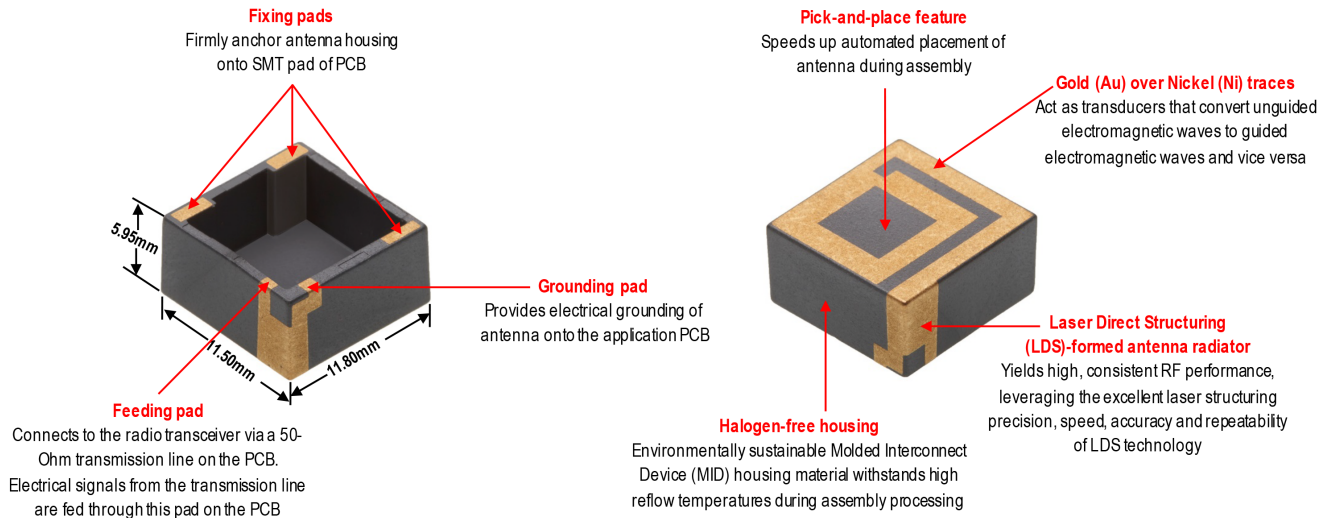 Fixing pads
Firmly anchor antenna housing
onto SMT pad of PCB
Pick-and-place feature
Speeds up automated placement of
antenna during assembly
Gold (Au) over Nickel (Ni) traces
Act as transducers that convert unguided
electromagnetic waves to guided
electromagnetic waves and vice versa
5.95mm
11.50mm
11.80mm
Grounding pad
Provides electrical grounding of
antenna onto the application PCB
Feeding pad
Connects to the radio transceiver via a 50-
Ohm transmission line on the PCB.
Electrical signals from the transmission line
are fed through this pad on the PCB
Laser Direct Structuring
(LDS)-formed antenna radiator
Yields high, consistent RF performance,
leveraging the excellent laser structuring
precision, speed, accuracy and repeatability
of LDS technology
Halogen-free housing
Environmentally sustainable Molded Interconnect
Device (MID) housing material withstands high
reflow temperatures during assembly processing